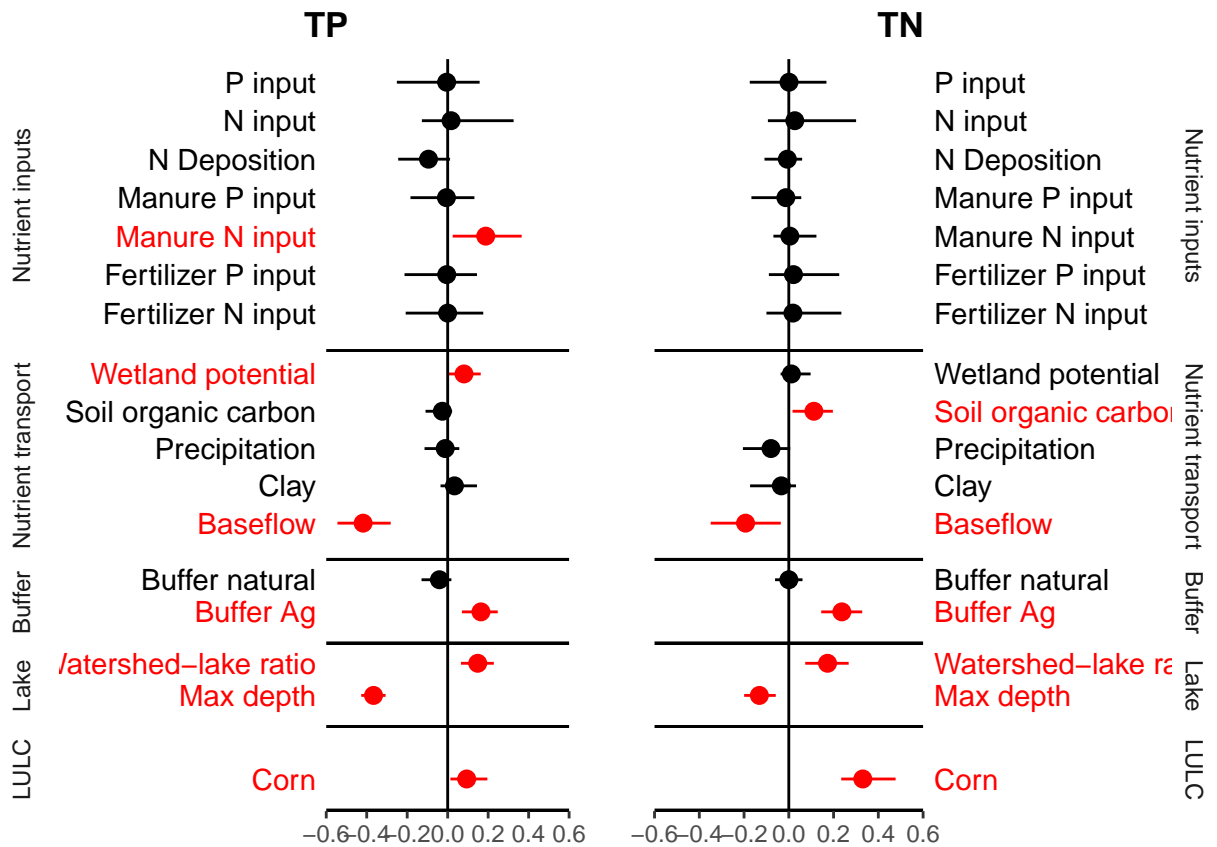 TP
TN
Nutrient inputs
P input
N input
N Deposition
Manure P input
Manure N input
Fertilizer P input
Fertilizer N input
Nutrient transport
Wetland potential
Soil organic carbon
Precipitation
Clay
Baseflow
Buffer
Buffer natural
Buffer Ag
Lake
Watershed–lake ratio
Max depth
LULC
Corn
−0.6−0.4−0.20.0 0.2 0.4 0.6
P input
N input
N Deposition
Manure P input
Manure N input
Fertilizer P input
Fertilizer N input
Nutrient inputs
Wetland potential
Soil organic carbon
Precipitation
Clay
Baseflow
Nutrient transport
Buffer natural
Buffer Ag
Buffer
Watershed–lake ra
Max depth
Lake
Corn
LULC
−0.6−0.4−0.2 0.0 0.2 0.4 0.6